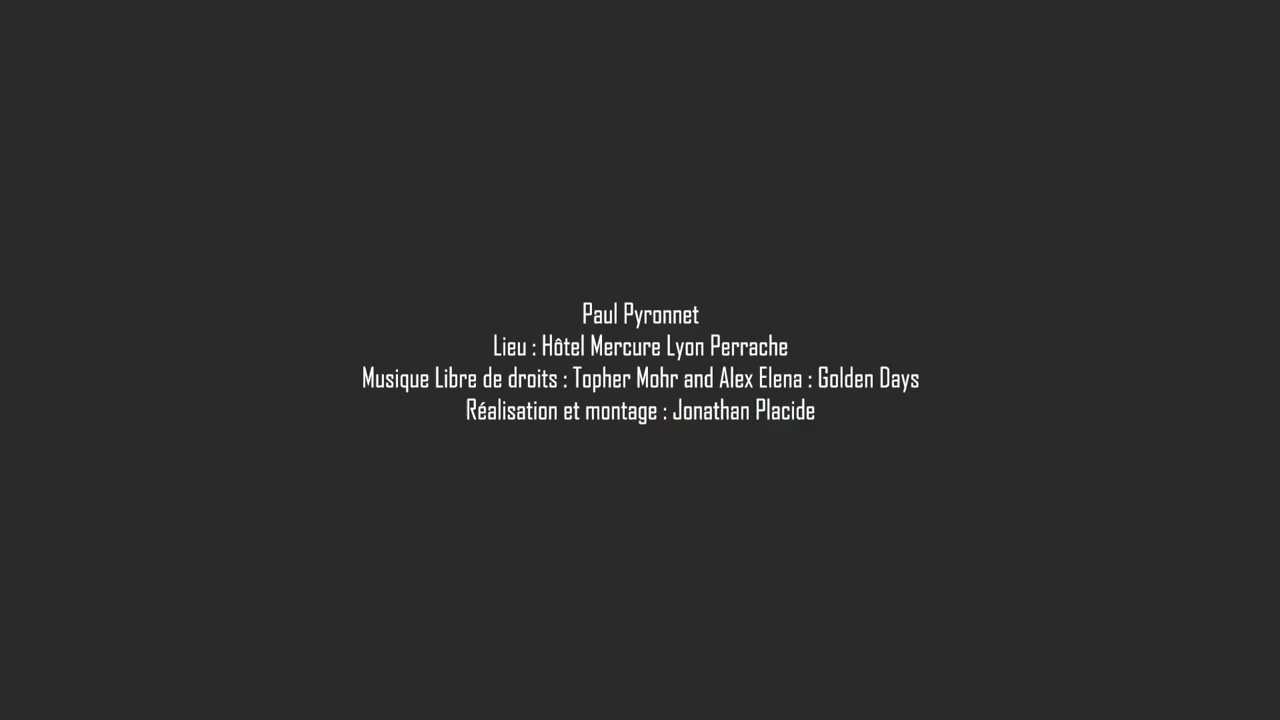 Paul Pyronnet
Lieu : Hôtel Mercure Lyon Perrache
Musique Libre de droits : Topher Mohr and Alex Elena : Golden Days
Réalisation et montage : Jonathan Placide